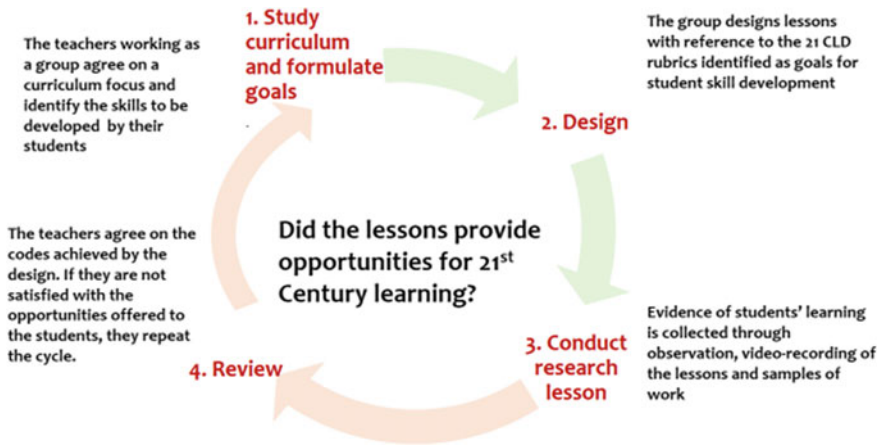 1. Study
curriculum
and formulate
goals
The teachers working as
a group agree on a
curriculum focus and
identify the skills to be
developed by their
students
The group designs lessons
with reference to the 21 CLD
rubrics identified as goals for
student skill development
2. Design
Did the lessons provide
opportunities for 21st
Century learning?
The teachers agree on the
codes achieved by the
design. If they are not
satisfied with the
opportunities offered to
the students, they repeat
the cycle.
Evidence of students’ learning
is collected through
observation, video-recording of
the lessons and samples of
work
3. Conduct
research
lesson
4. Review